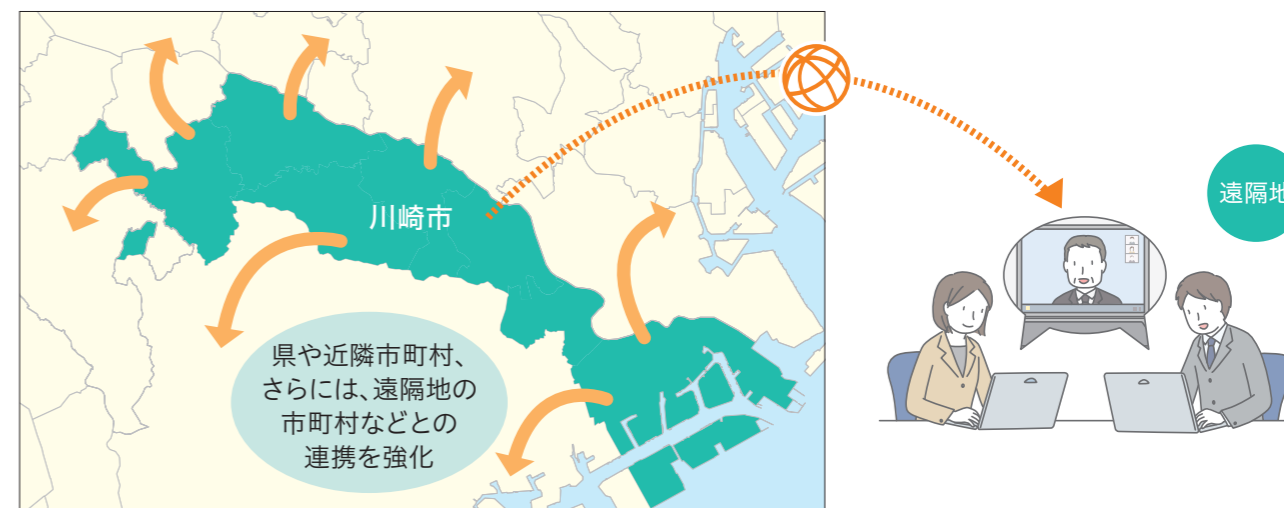 川崎市
遠隔地
県や近隣市町村、
さらには、遠隔地の
市町村などとの
連携を強化